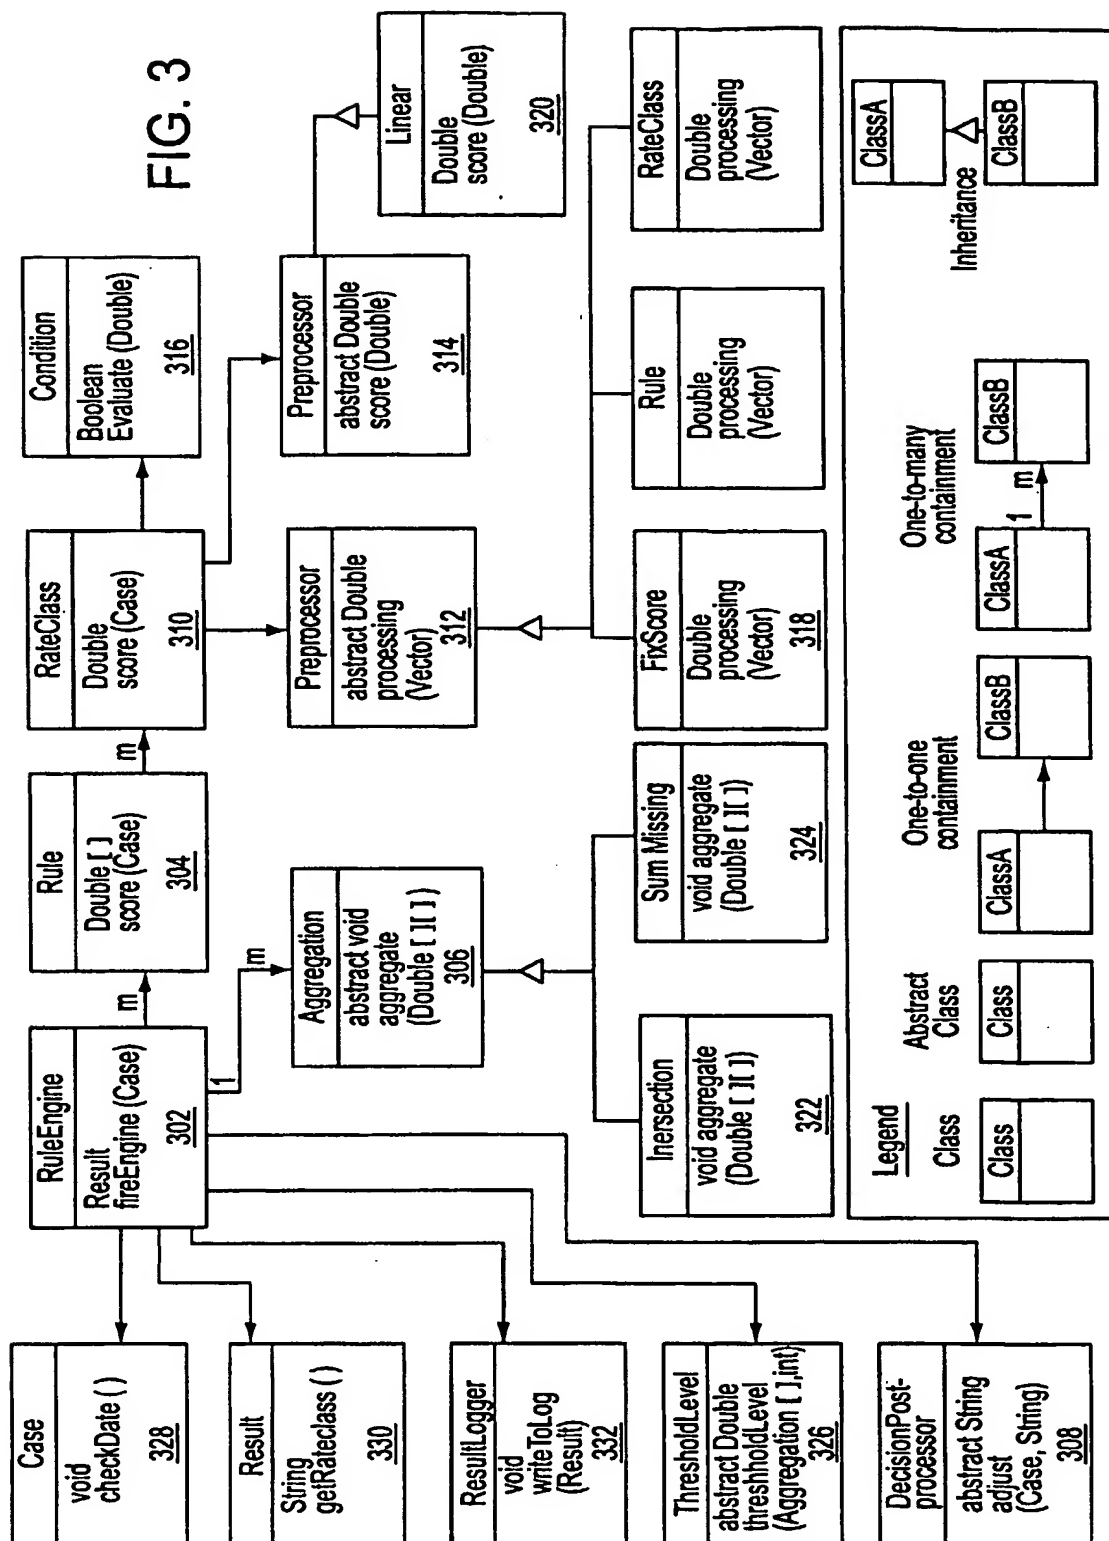 FIG. 3
Case
void
checkDate ( )
328
Result
String
getRateclass ( )
330
ResultLogger
void
writeToLog
(Result)
332
ThresholdLevel
abstract Double
threshholdLevel
(Aggregation [ ],int)
326
DecisionPost-
processor
abstract String
adjust
(Case, String)
308
RuleEngine
Result
fireEngine (Case)
302
m
1
m
Rule
Double [ ]
score (Case)
304
m
RateClass
Double
score (Case)
310
Condition
Boolean
Evaluate (Double)
316
Aggregation
abstract void
aggregate
(Double [ ][ ])
306
Preprocessor
abstract Double
processing
(Vector)
312
Preprocessor
abstract Double
score (Double)
314
Linear
Double
score (Double)
320
Inersection
void aggregate
(Double [ ][ ])
322
Sum Missing
void aggregate
(Double [ ][ ])
324
FixScore
Double
processing
(Vector)
318
Rule
Double
processing
(Vector)
RateClass
Double
processing
(Vector)
Legend
Class
Class
Abstract
Class
Class
One-to-one
containment
ClassA
ClassB
One-to-many
containment
ClassA
1
m
ClassB
Inheritance
ClassA
ClassB